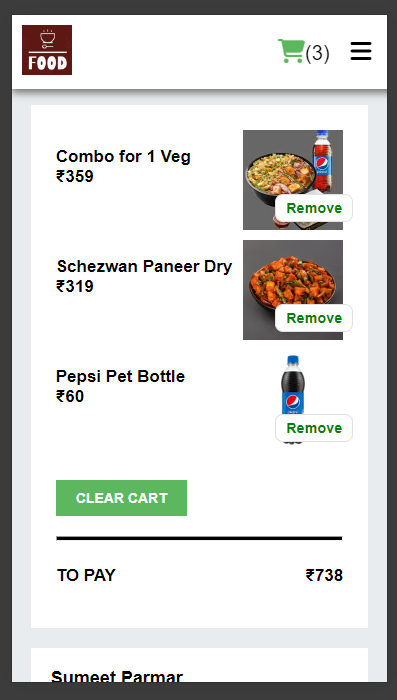 FOOD
(3)
Combo for 1 Veg
₹359
Remove
Schezwan Paneer Dry
₹319
Remove
Pepsi Pet Bottle
₹60
Remove
CLEAR CART
TO PAY ₹738
Sumeet Parmar